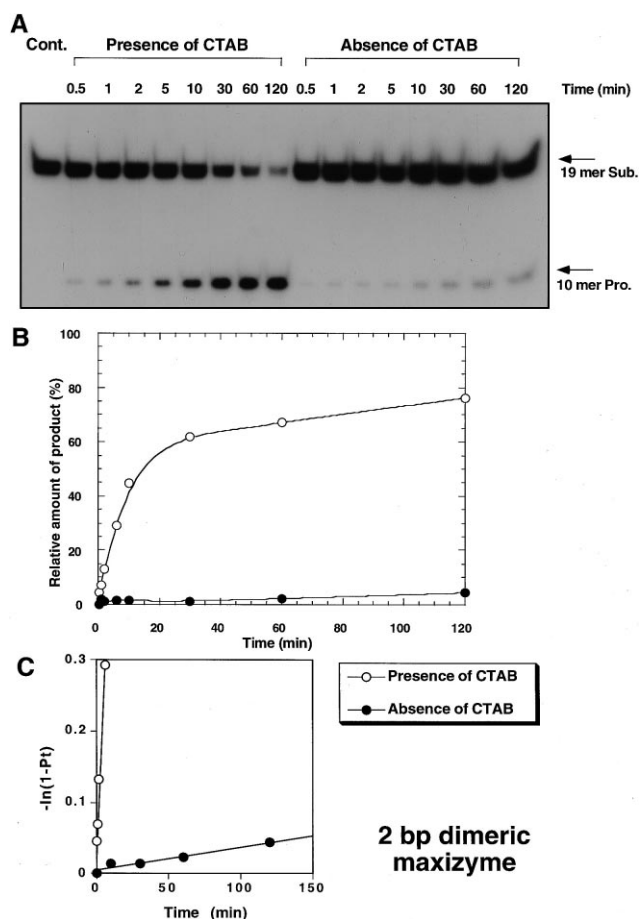 A
Cont.
Presence of CTAB
Absence of CTAB
0.5 1 2 5 10 30 60 120 0.5 1 2 5 10 30 60 120 Time (min)
19 mer Sub.
10 mer Pro.
B
Relative amount of product (%)
100
80
60
40
20
0
0 20 40 60 80 100 120
Time (min)
C
-ln(1-Pt)
0.3
0.2
0.1
0
0 50 100 150
Time (min)
Presence of CTAB
Absence of CTAB
2 bp dimeric
maxizyme